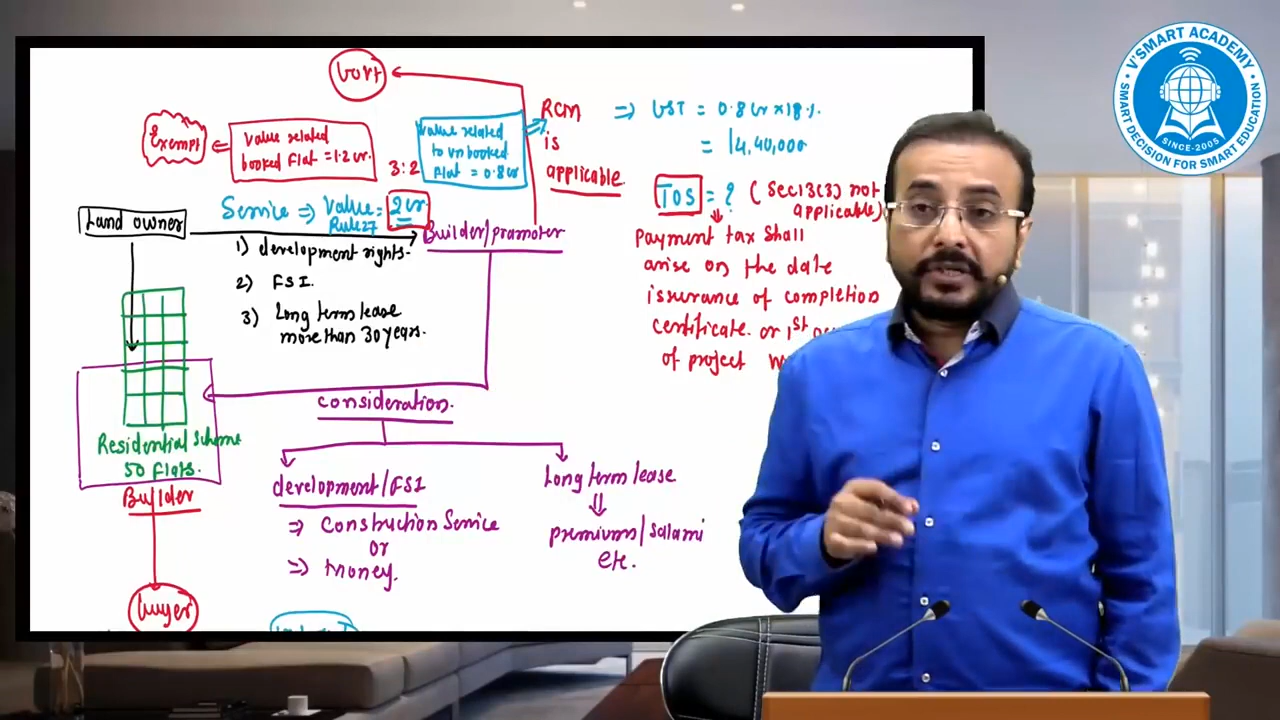 Govt
Exempt
Value related
booked Flat = 1.2 cr.
3:2
Value related
to unbooked
Flat = 0.8 cr
RCM
is
applicable.
⇒ GST = 0.8 cr × 18 %
= 14,40,000
TOS = ? ( Sec 13(3) not
applicable)
Payment tax shall
arise on the date
issurance of completion
certificate. or 1st
of project
Land owner
Service ⇒ Value = 2 cr
Rule 27
Builder/promoter
1) development rights.
2) FSI.
3) Long term lease
more than 30 years.
Residential Scheme
50 Flats.
Builder
buyer
consideration.
development/FSI
⇒ Construction Service
or
⇒ Money.
Long term lease
premiums/salami
etc.
V'SMART ACADEMY
SINCE-2005
SMART DECISION FOR SMART EDUCATION